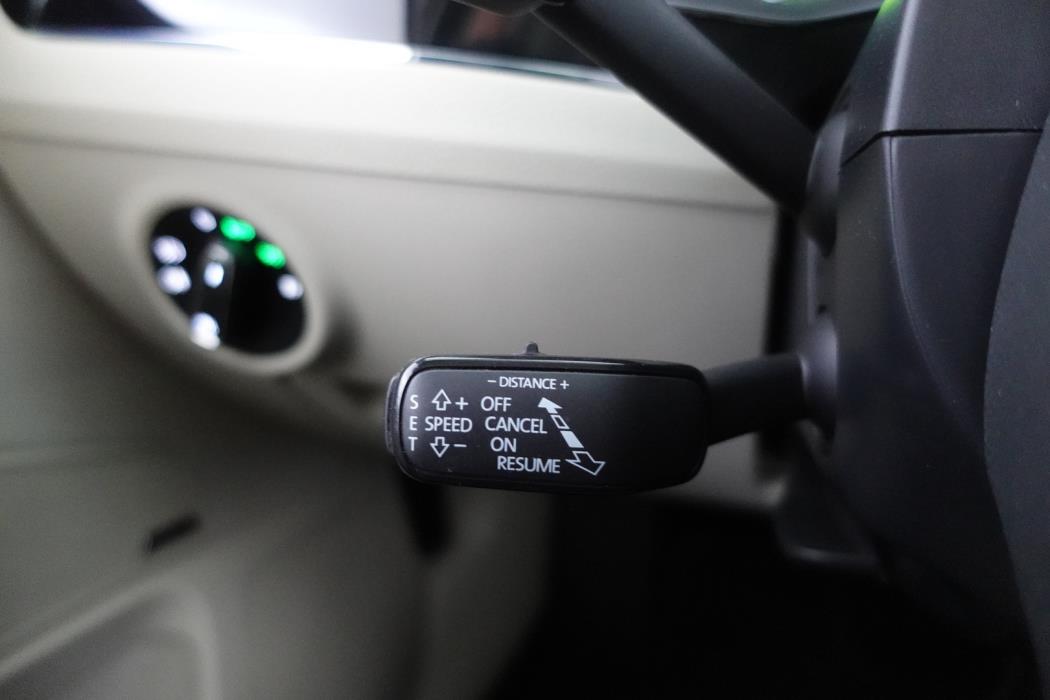 - DISTANCE +
S + OFF
E SPEED CANCEL
T - ON
RESUME